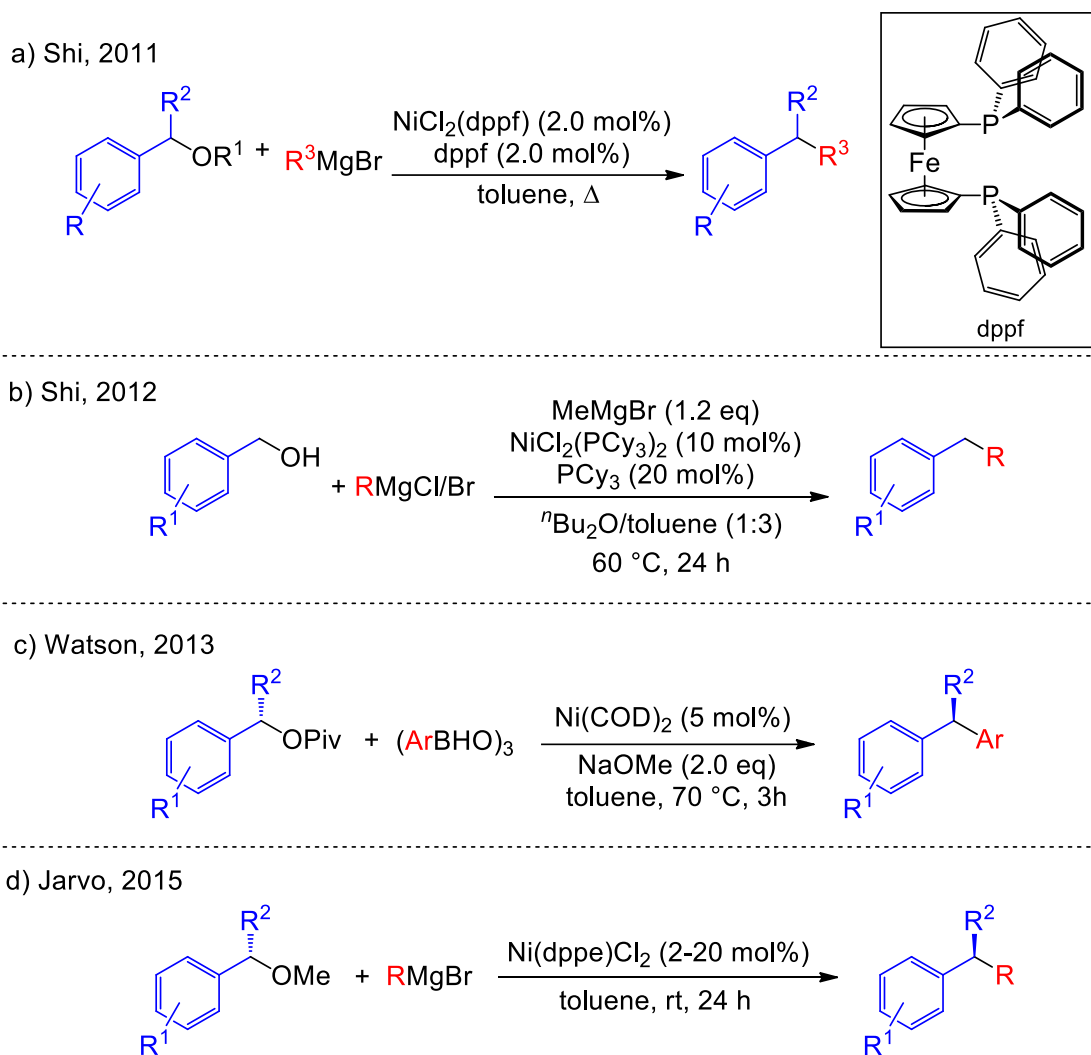 a) Shi, 2011
R²
OR¹
+
R³MgBr
R
NiCl₂(dppf) (2.0 mol%)
dppf (2.0 mol%)
toluene, Δ
R²
R³
R
P
Fe
P
dppf
b) Shi, 2012
OH
R¹
+ RMgCl/Br
MeMgBr (1.2 eq)
NiCl₂(PCy₃)₂ (10 mol%)
PCy₃ (20 mol%)
ⁿBu₂O/toluene (1:3)
60 °C, 24 h
R
R¹
c) Watson, 2013
R²
OPiv
R¹
+ (ArBHO)₃
Ni(COD)₂ (5 mol%)
NaOMe (2.0 eq)
toluene, 70 °C, 3h
R²
Ar
R¹
d) Jarvo, 2015
R²
OMe
R¹
+ RMgBr
Ni(dppe)Cl₂ (2-20 mol%)
toluene, rt, 24 h
R²
R
R¹